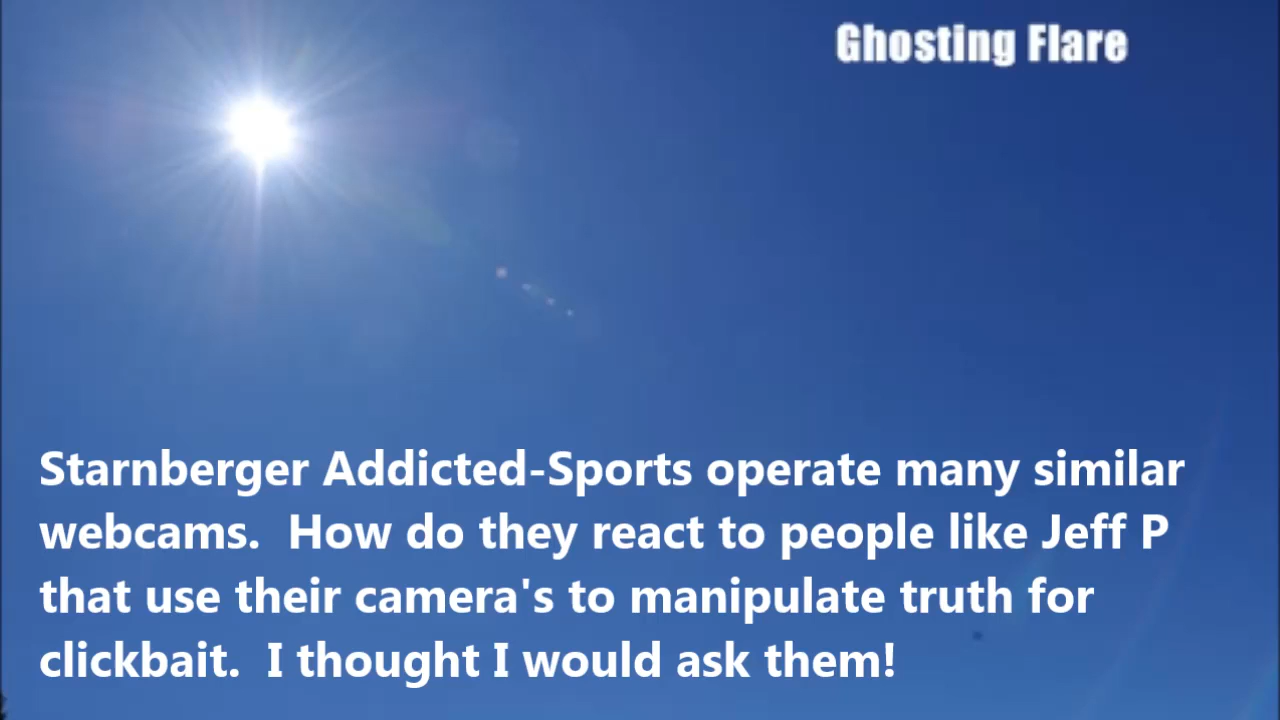 Ghosting Flare
Starnberger Addicted-Sports operate many similar
webcams.  How do they react to people like Jeff P
that use their camera's to manipulate truth for
clickbait.  I thought I would ask them!